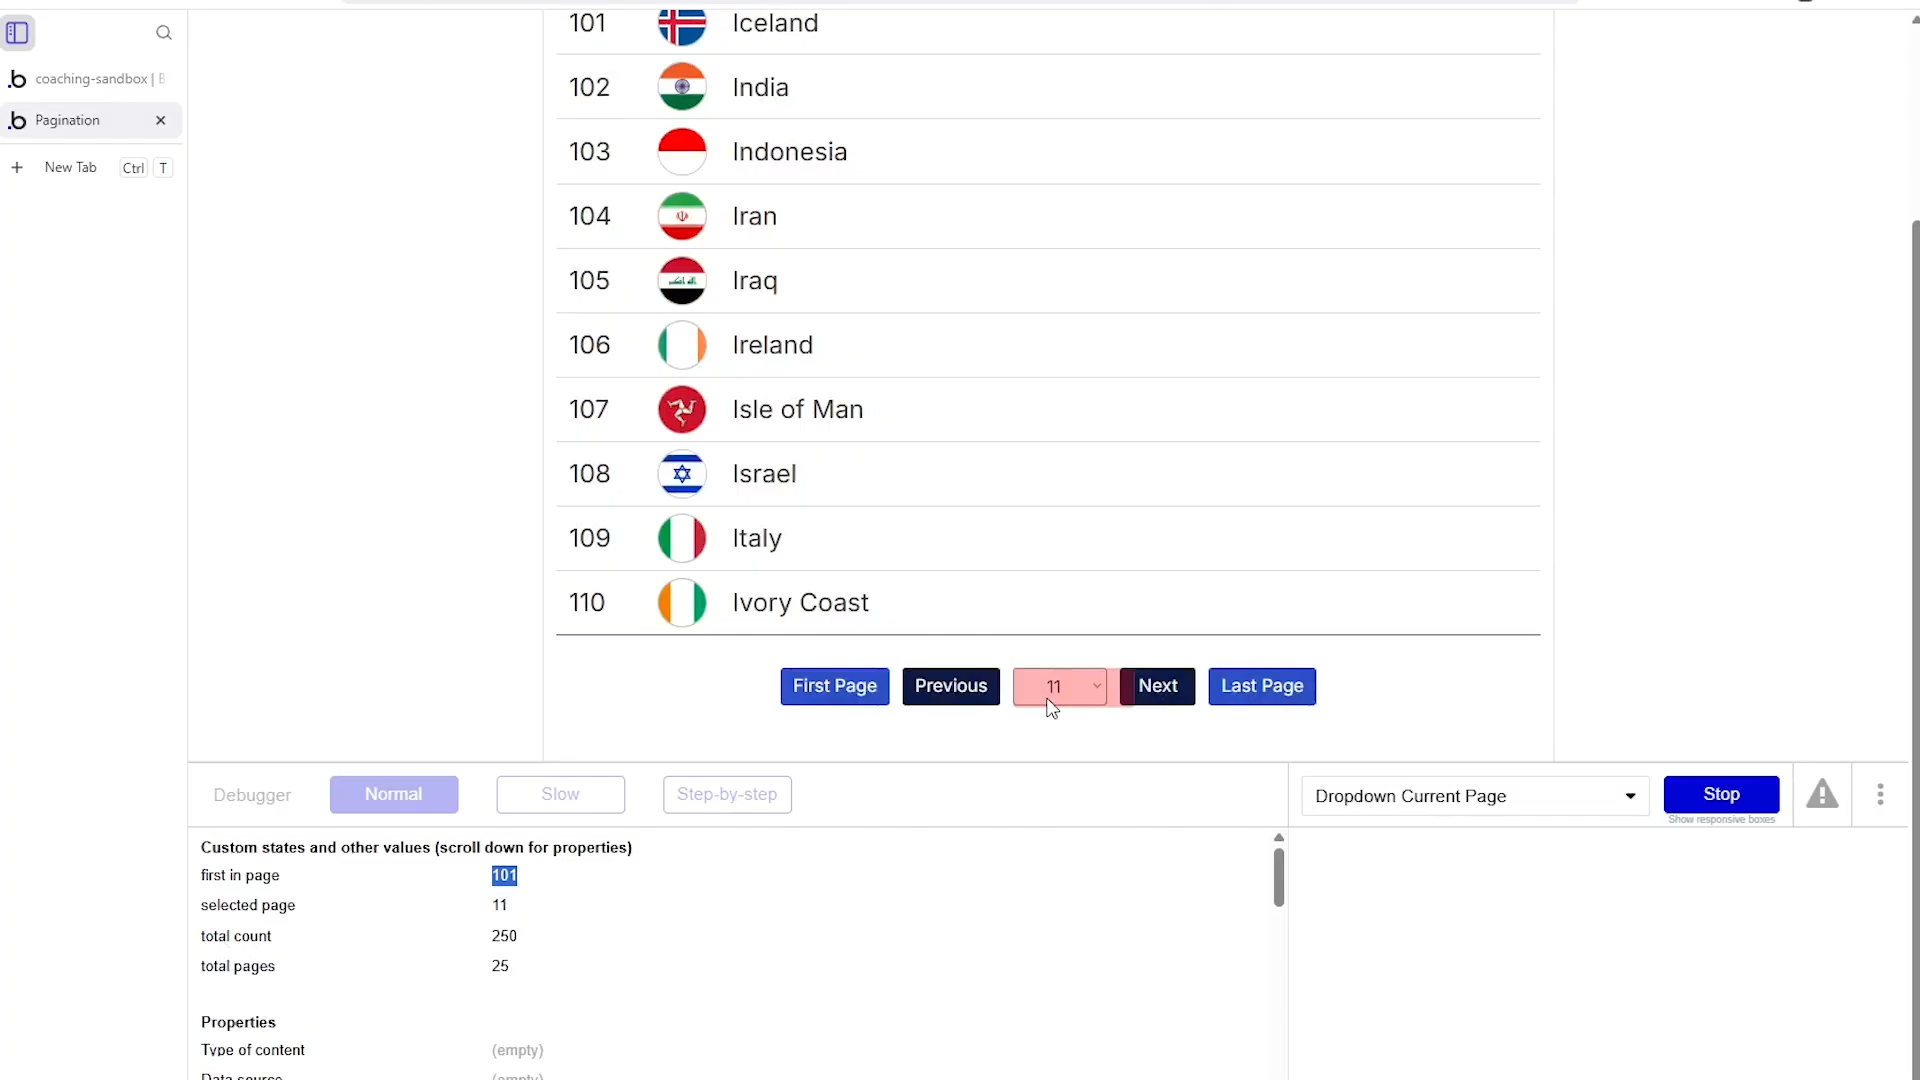 coaching-sandbox | B
Pagination
New Tab Ctrl T
101 Iceland
102 India
103 Indonesia
104 Iran
105 Iraq
106 Ireland
107 Isle of Man
108 Israel
109 Italy
110 Ivory Coast
First Page Previous 11 Next Last Page
Debugger Normal Slow Step-by-step Dropdown Current Page Stop
Show responsive boxes
Custom states and other values (scroll down for properties)
first in page 101
selected page 11
total count 250
total pages 25
Properties
Type of content (empty)
Data source (empty)